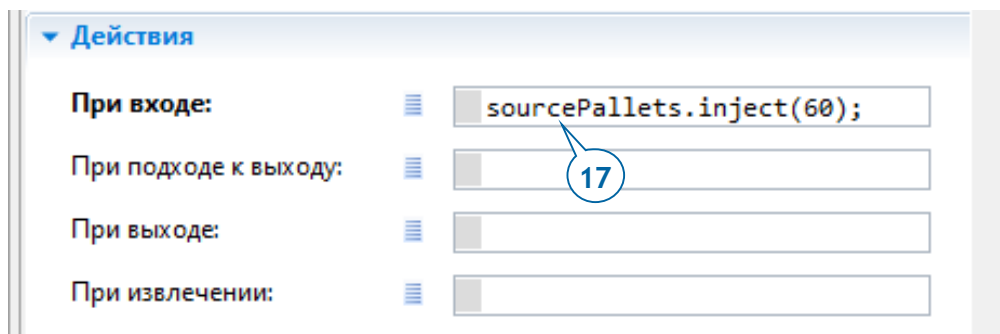 Действия
При входе: sourcePallets.inject(60);
При подходе к выходу:
17
При выходе:
При извлечении: